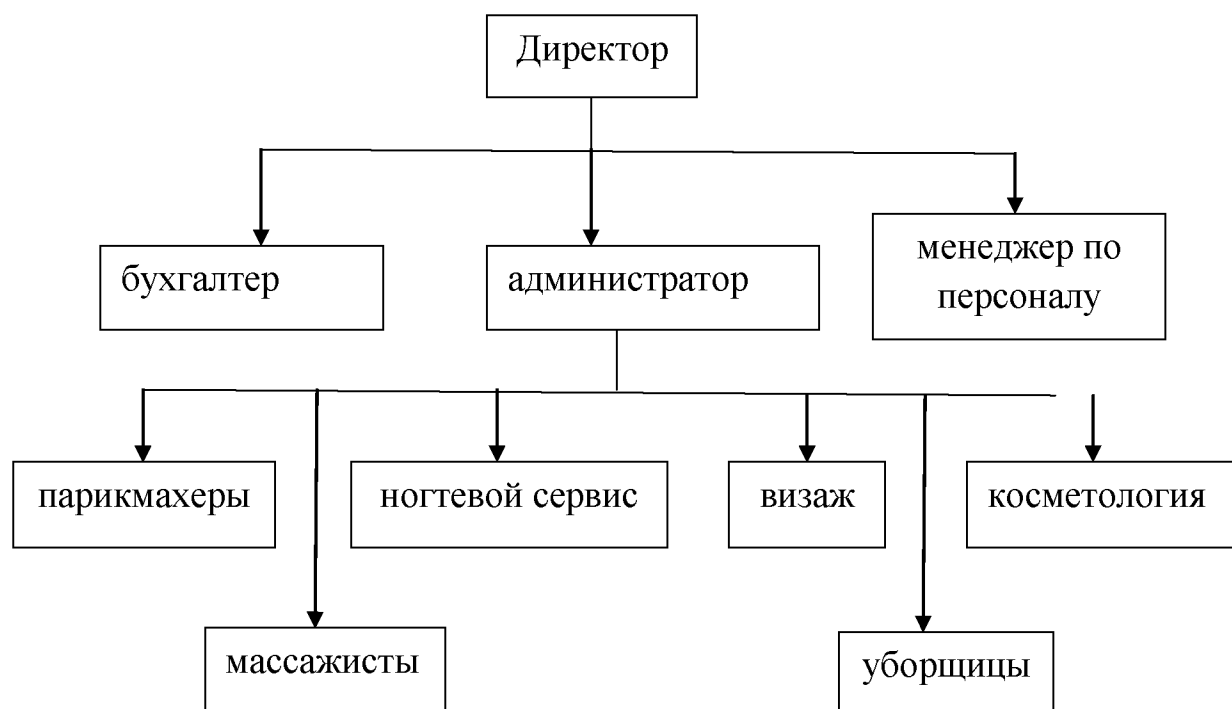 Директор
бухгалтер
администратор
менеджер по
персоналу
парикмахеры
ногтевой сервис
визаж
косметология
массажисты
уборщицы